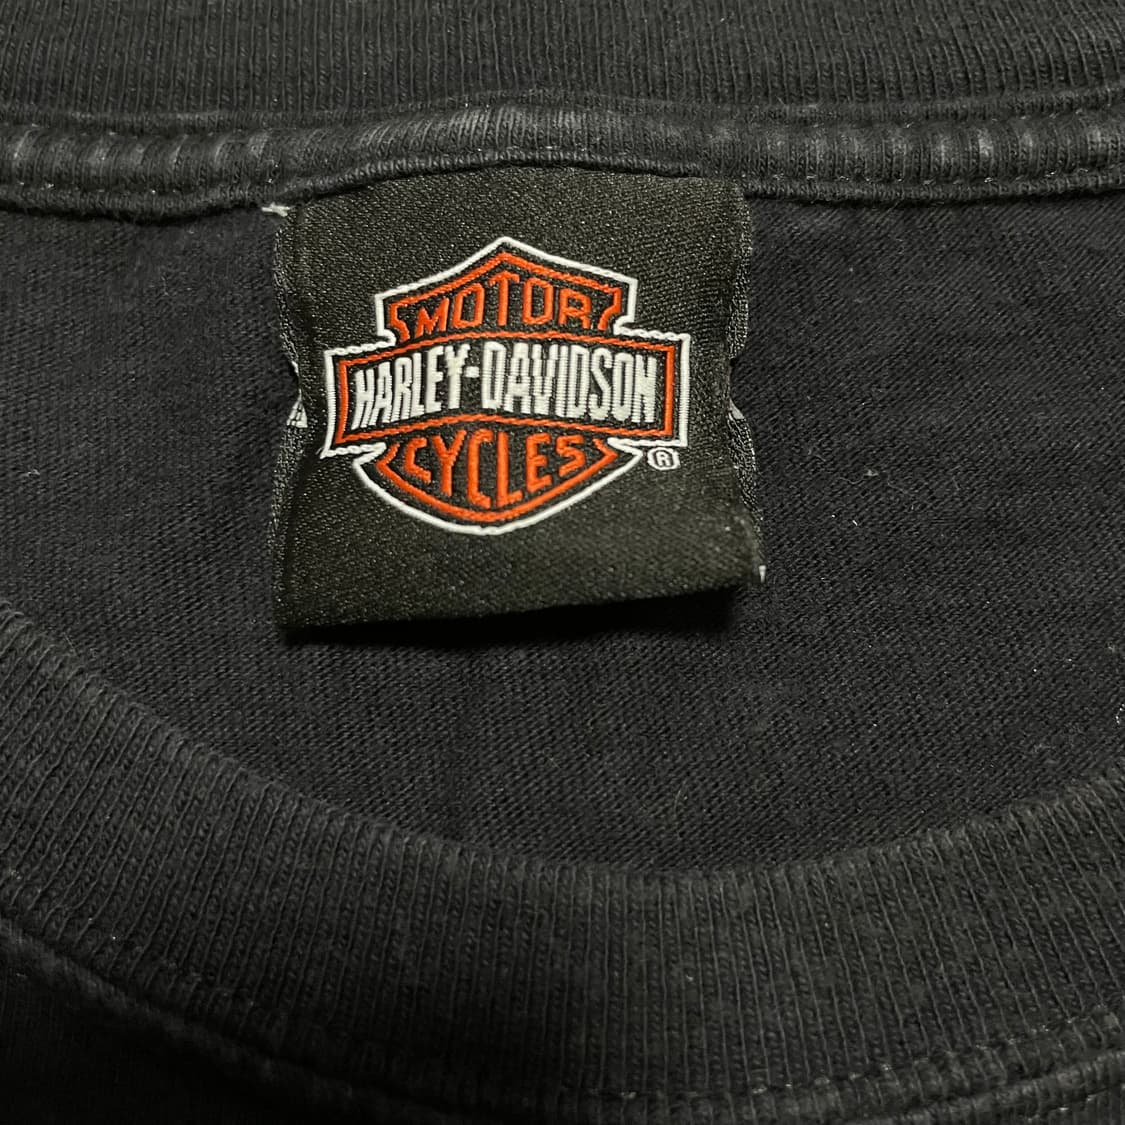 MOTOR
HARLEY-DAVIDSON
CYCLES
®